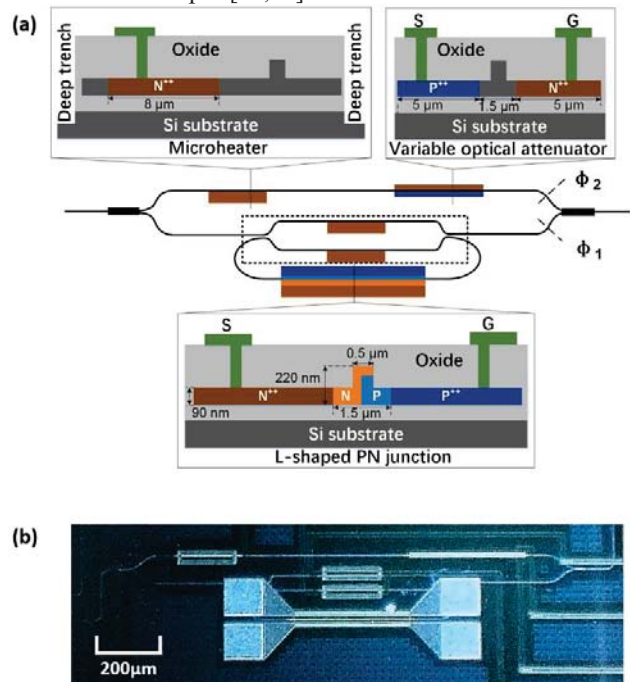 (a)
Deep trench
Oxide
N++
8 μm
Deep trench
Si substrate
Microheater
S
G
Oxide
P++
N++
5 μm
1.5 μm
5 μm
Si substrate
Variable optical attenuator
Φ2
Φ1
S
G
0.5 μm
Oxide
220 nm
N++
N
P
P++
90 nm
1.5 μm
Si substrate
L-shaped PN junction
(b)
200μm